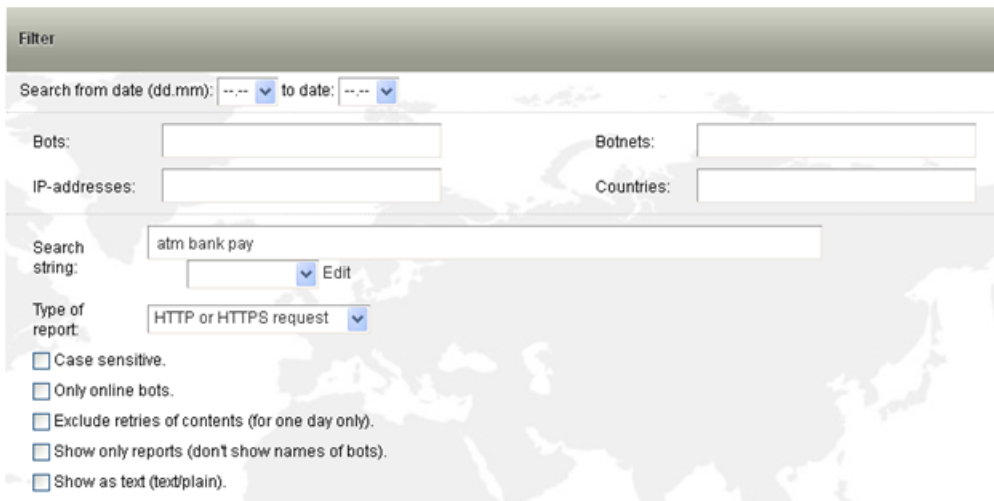 Filter
Search from date (dd.mm): --.-- to date: --.--
Bots: Botnets:
IP-addresses: Countries:
Search string: atm bank pay
Edit
Type of report: HTTP or HTTPS request
Case sensitive.
Only online bots.
Exclude retries of contents (for one day only).
Show only reports (don't show names of bots).
Show as text (text/plain).